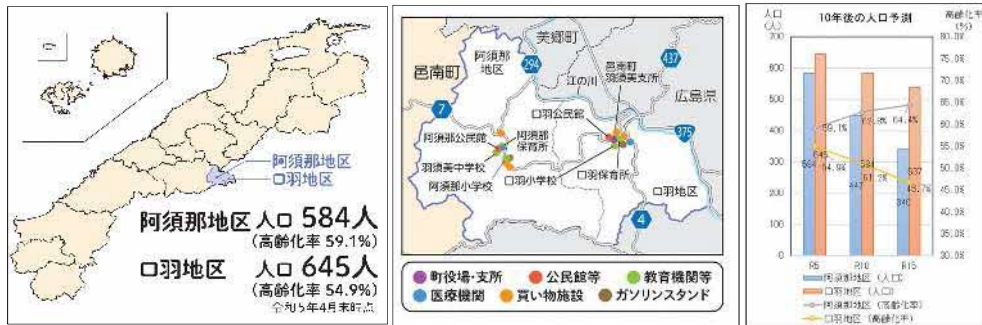 阿須那地区
口羽地区
阿須那地区 人口 584人
(高齢化率 59.1%)
口羽地区 人口 645人
(高齢化率 54.9%)
令和5年4月末時点
美郷町
阿須那
地区
邑南町
294
江の川
邑南町
羽須美支所
437
広島県
7
口羽公民館
375
阿須那公民館
阿須那
保育所
羽須美中学校
阿須那小学校
口羽小学校
口羽保育所
口羽地区
4
町役場・支所
公民館等
教育機関等
医療機関
買い物施設
ガソリンスタンド
人口
(人)
10年後の人口予測
高齢化率
(%)
700
600
500
400
300
200
100
0
80.0%
75.0%
70.0%
65.0%
60.0%
55.0%
50.0%
45.0%
40.0%
35.0%
30.0%
59.1%
64.4%
584
645
54.9%
584
51.2%
537
340
R5
R10
R15
阿須那地区(人口)
口羽地区(人口)
阿須那地区(高齢化率)
口羽地区(高齢化率)